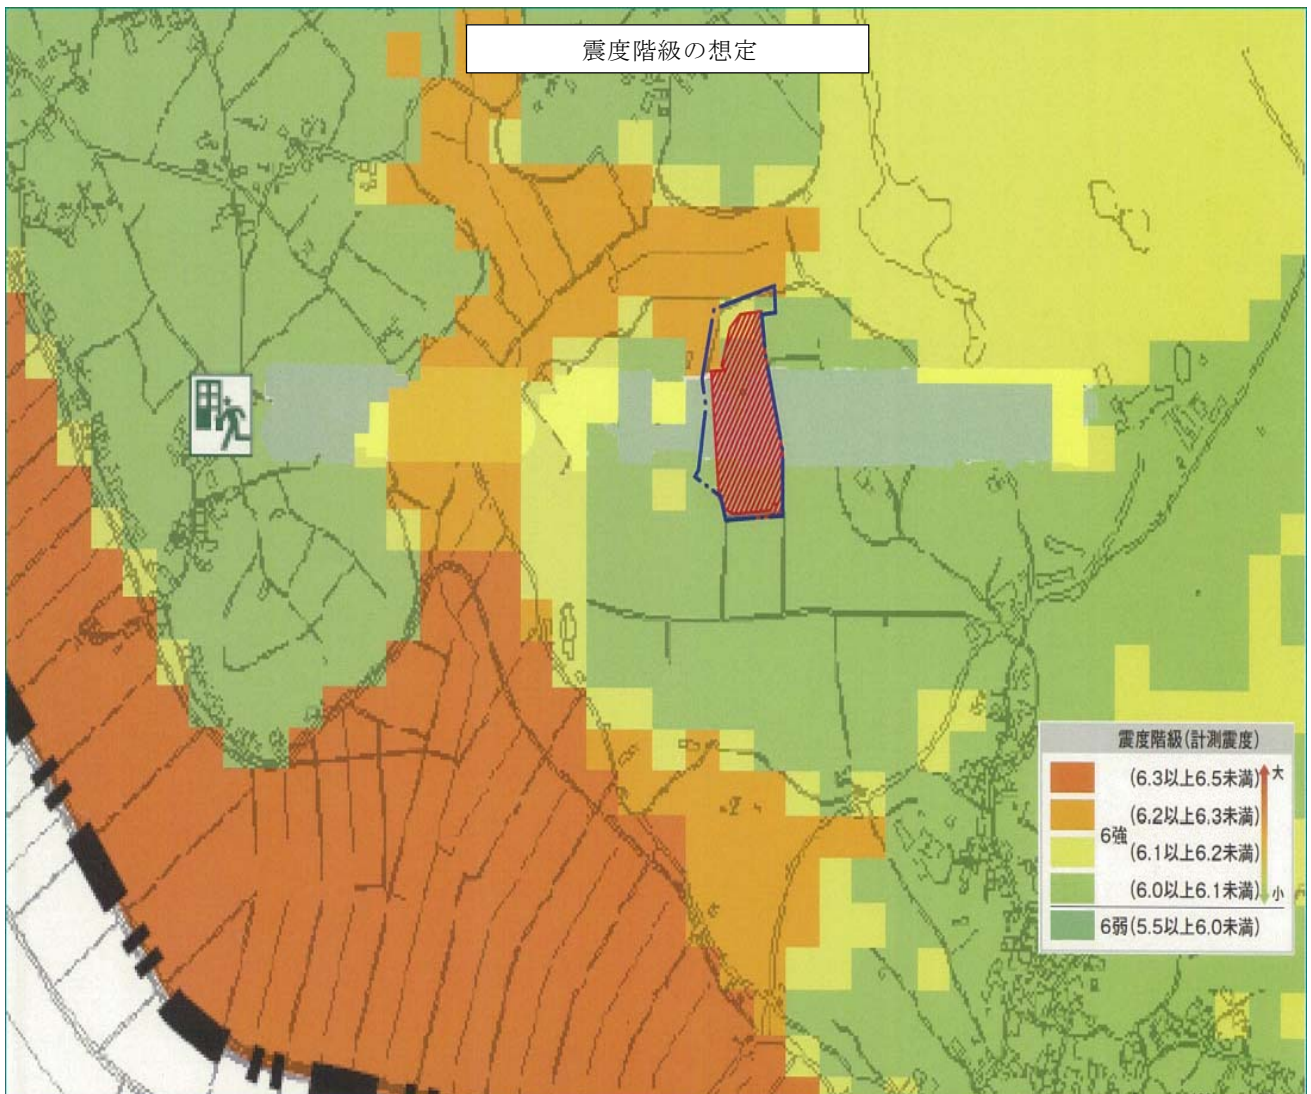 震度階級の想定
震度階級(計測震度)
(6.3以上6.5未満) 大
(6.2以上6.3未満)
6強
(6.1以上6.2未満)
(6.0以上6.1未満) 小
6弱(5.5以上6.0未満)